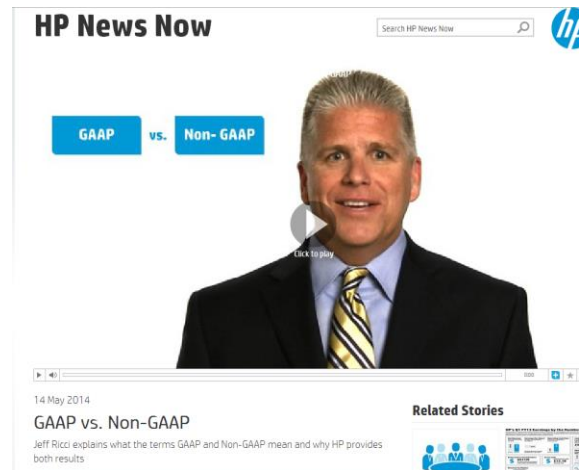 HP News Now
Search HP News Now
hp
GAAP vs. Non- GAAP
Click to play
14 May 2014
GAAP vs. Non-GAAP
Jeff Ricci explains what the terms GAAP and Non-GAAP mean and why HP provides
both results
Related Stories